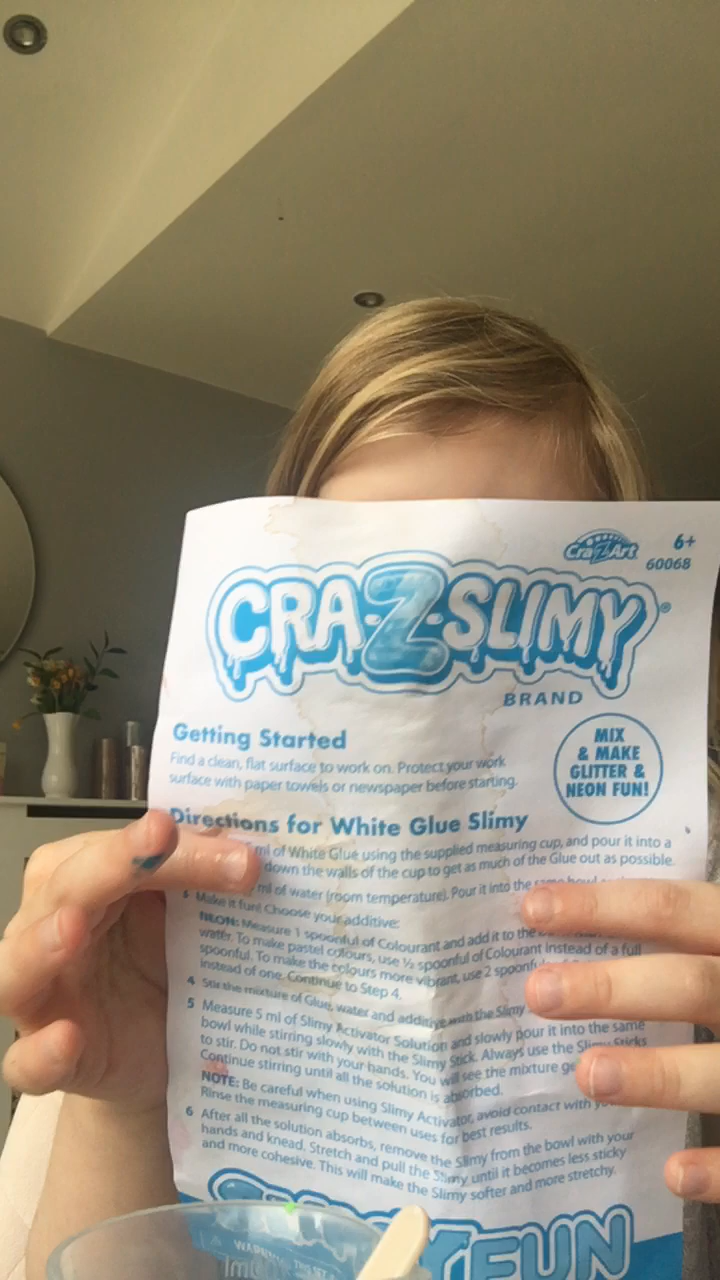 Cra-Z-Art
6+
60068
CRA-Z-SLIMY®
BRAND
Getting Started
Find a clean, flat surface to work on. Protect your work
surface with paper towels or newspaper before starting.
MIX
& MAKE
GLITTER &
NEON FUN!
Directions for White Glue Slimy
ml of White Glue using the supplied measuring cup, and pour it into a
down the walls of the cup to get as much of the Glue out as possible.
ml of water (room temperature). Pour it into the same bowl
Make it fun! Choose your additive:
NEON: Measure 1 spoonful of Colourant and add it to the
water. To make pastel colours, use ½ spoonful of Colourant instead of a full
spoonful. To make the colours more vibrant, use 2 spoonfuls
instead of one. Continue to Step 4.
4 Stir the mixture of Glue, water and additive with the Slimy
5 Measure 5 ml of Slimy Activator Solution and slowly pour it into the same
bowl while stirring slowly with the Slimy Stick. Always use the Slimy Sticks
to stir. Do not stir with your hands. You will see the mixture
Continue stirring until all the solution is absorbed.
NOTE: Be careful when using Slimy Activator, avoid contact with
Rinse the measuring cup between uses for best results.
6 After all the solution absorbs, remove the Slimy from the bowl with your
hands and knead. Stretch and pull the Slimy until it becomes less sticky
and more cohesive. This will make the Slimy softer and more stretchy.
FUN
WARNING